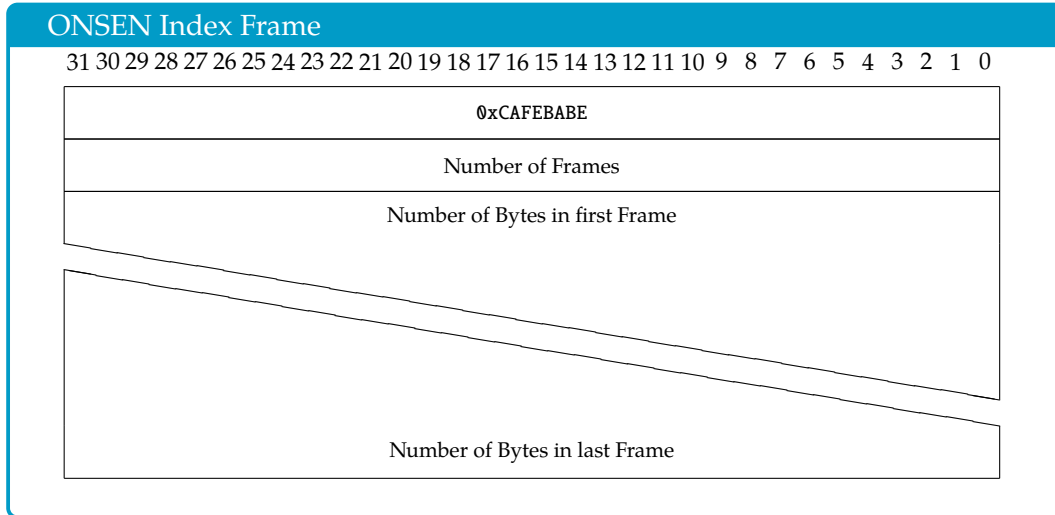 ONSEN Index Frame
31 30 29 28 27 26 25 24 23 22 21 20 19 18 17 16 15 14 13 12 11 10 9 8 7 6 5 4 3 2 1 0
0xCAFEBABE
Number of Frames
Number of Bytes in first Frame
Number of Bytes in last Frame